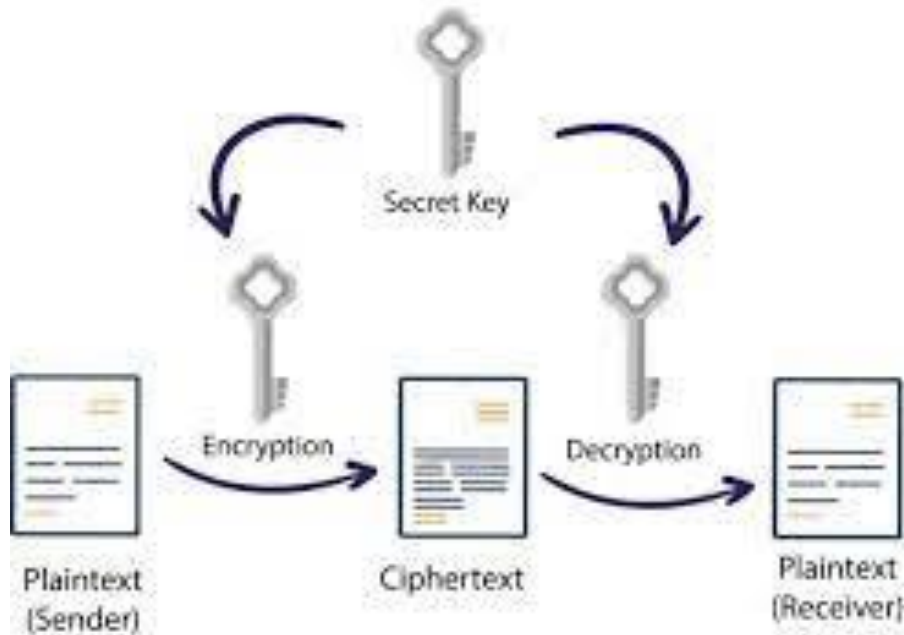 Secret Key
Encryption
Decryption
Plaintext
(Sender)
Ciphertext
Plaintext
(Receiver)